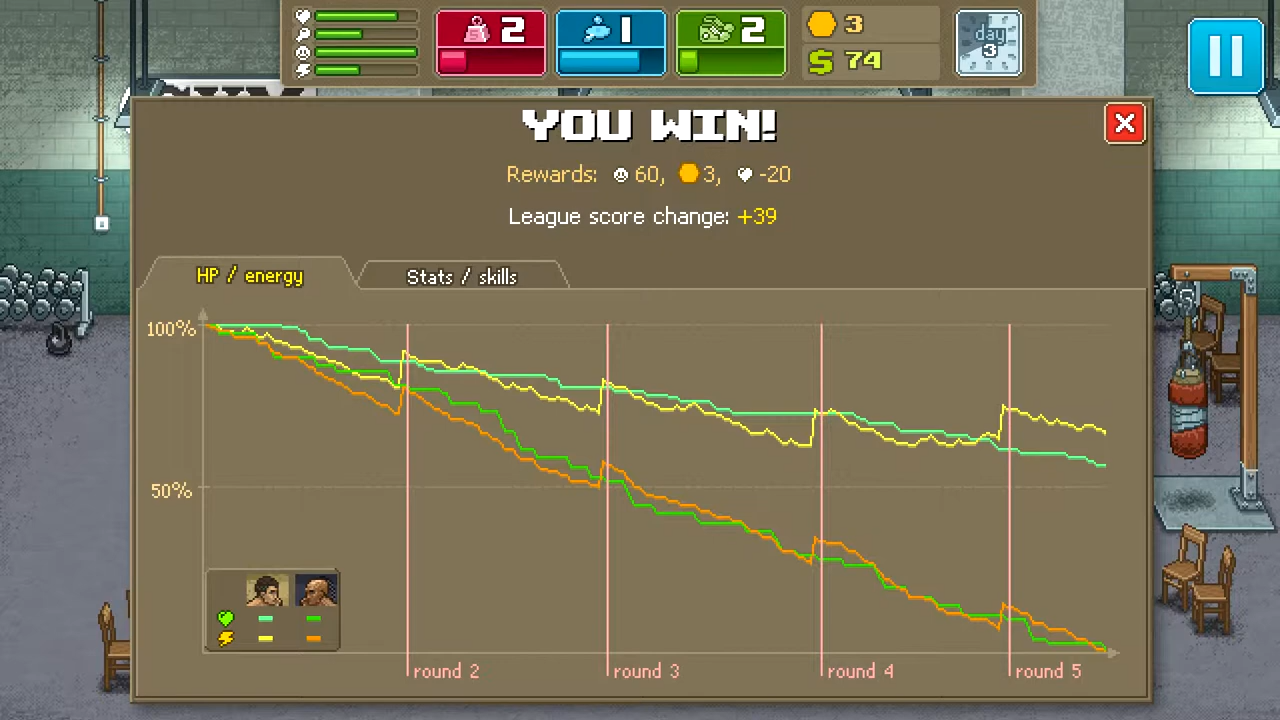 2
1
2
3
$ 74
day
3
YOU WIN!
Rewards: 60, 3, -20
League score change: +39
HP / energy
Stats / skills
100%
50%
round 2
round 3
round 4
round 5